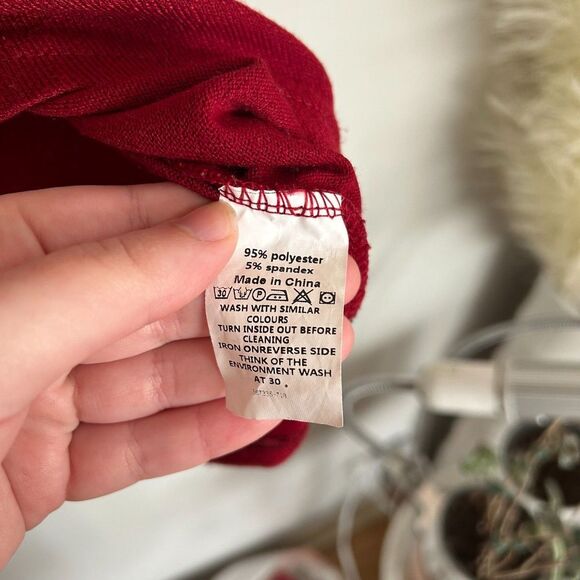 95% polyester
5% spandex
Made in China
30 P
WASH WITH SIMILAR
COLOURS
TURN INSIDE OUT BEFORE
CLEANING
IRON ONREVERSE SIDE
THINK OF THE
ENVIRONMENT WASH
AT 30